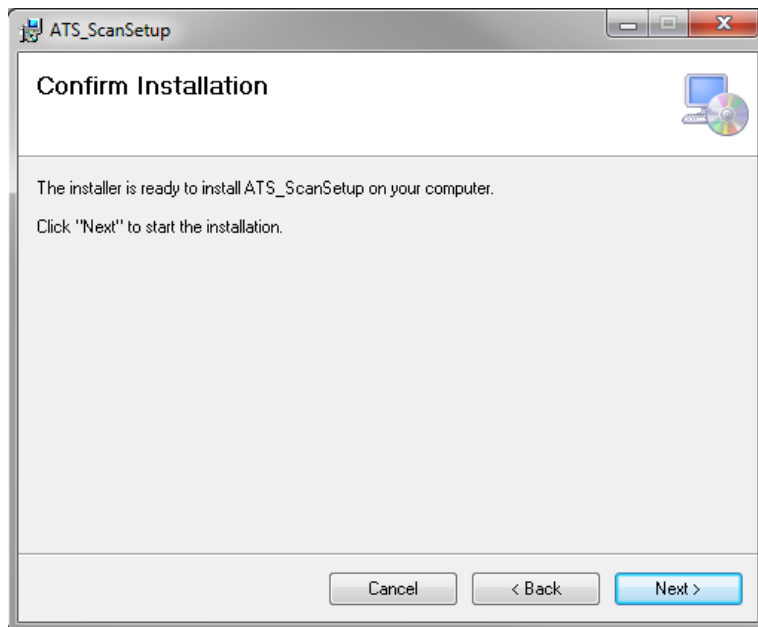 ATS_ScanSetup
Confirm Installation
The installer is ready to install ATS_ScanSetup on your computer.
Click "Next" to start the installation.
Cancel
< Back
Next >